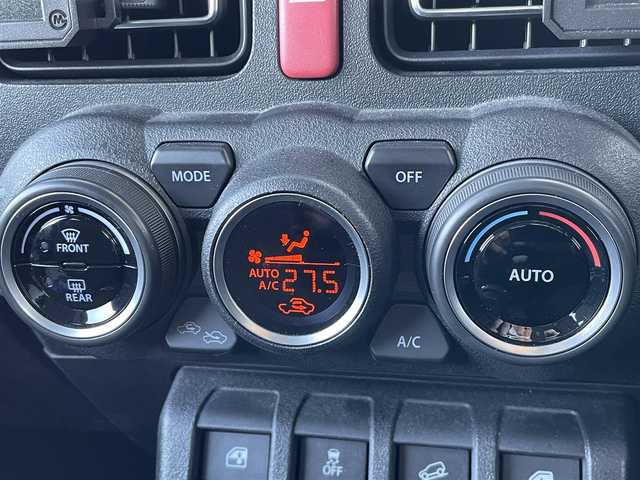 M
MODE
OFF
FRONT
REAR
AUTO
A/C
27.5
AUTO
A/C
OFF